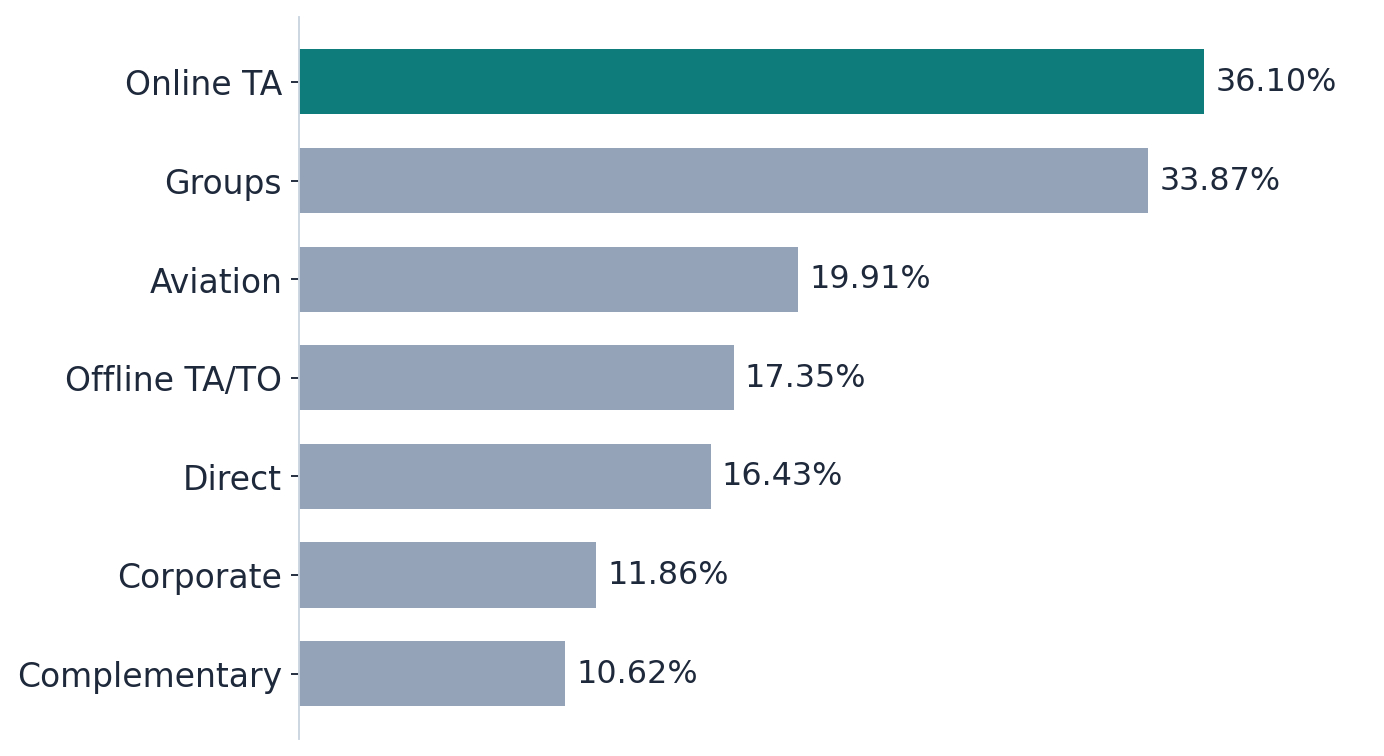 Online TA 36.10%
Groups 33.87%
Aviation 19.91%
Offline TA/TO 17.35%
Direct 16.43%
Corporate 11.86%
Complementary 10.62%